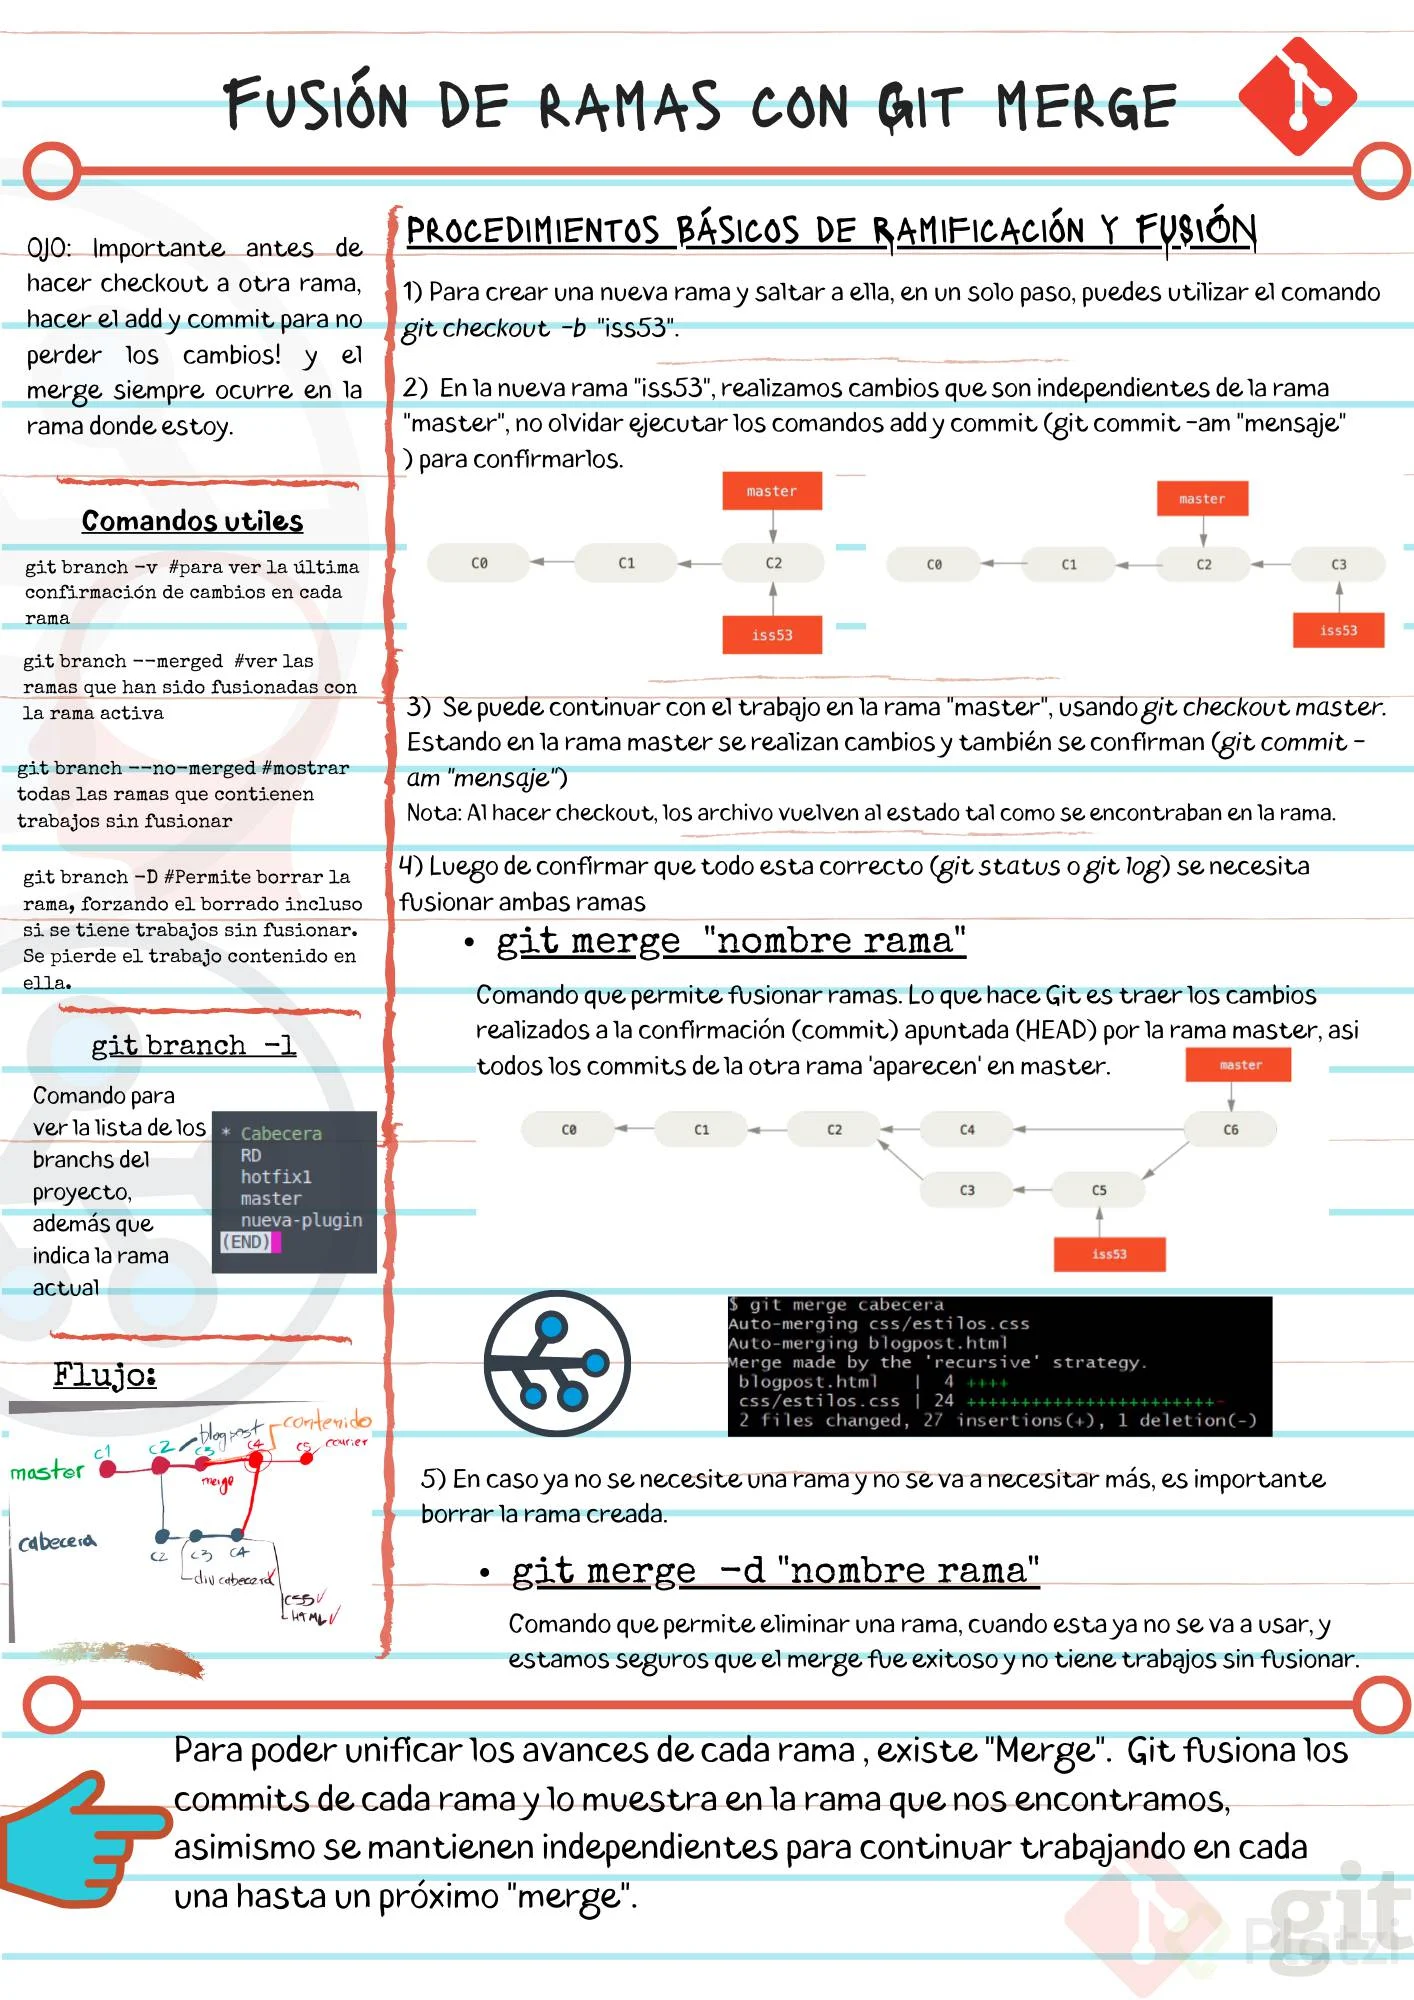 FUSIÓN DE RAMAS CON GIT MERGE
OJO: Importante antes de
hacer checkout a otra rama,
hacer el add y commit para no
perder los cambios! y el
merge siempre ocurre en la
rama donde estoy.
Comandos utiles
git branch -v #para ver la última
confirmación de cambios en cada
rama
git branch --merged #ver las
ramas que han sido fusionadas con
la rama activa
git branch --no-merged #mostrar
todas las ramas que contienen
trabajos sin fusionar
git branch -D #Permite borrar la
rama, forzando el borrado incluso
si se tiene trabajos sin fusionar.
Se pierde el trabajo contenido en
ella.
git branch -l
Comando para
ver la lista de los
branchs del
proyecto,
además que
indica la rama
actual
* Cabecera
RD
hotfix1
master
nueva-plugin
(END)
Flujo:
blogpost contenido
C1 C2 C3 C4 C5 courier
master
merge
cabecera
C2 C3 C4
div cabecera
CSS
HTML
PROCEDIMIENTOS BÁSICOS DE RAMIFICACIÓN Y FUSIÓN
1) Para crear una nueva rama y saltar a ella, en un solo paso, puedes utilizar el comando
git checkout -b "iss53".
2) En la nueva rama "iss53", realizamos cambios que son independientes de la rama
"master", no olvidar ejecutar los comandos add y commit (git commit -am "mensaje"
) para confirmarlos.
master
C0 C1 C2
iss53
master
C0 C1 C2 C3
iss53
3) Se puede continuar con el trabajo en la rama "master", usando git checkout master.
Estando en la rama master se realizan cambios y también se confirman (git commit -
am "mensaje")
Nota: Al hacer checkout, los archivo vuelven al estado tal como se encontraban en la rama.
4) Luego de confirmar que todo esta correcto (git status o git log) se necesita
fusionar ambas ramas
• git merge "nombre rama"
Comando que permite fusionar ramas. Lo que hace Git es traer los cambios
realizados a la confirmación (commit) apuntada (HEAD) por la rama master, asi
todos los commits de la otra rama 'aparecen' en master.
master
C0 C1 C2 C4 C6
C3 C5
iss53
$ git merge cabecera
Auto-merging css/estilos.css
Auto-merging blogpost.html
Merge made by the 'recursive' strategy.
blogpost.html | 4 ++++
css/estilos.css | 24 +++++++++++++++++++++++-
2 files changed, 27 insertions(+), 1 deletion(-)
5) En caso ya no se necesite una rama y no se va a necesitar más, es importante
borrar la rama creada.
• git merge -d "nombre rama"
Comando que permite eliminar una rama, cuando esta ya no se va a usar, y
estamos seguros que el merge fue exitoso y no tiene trabajos sin fusionar.
Para poder unificar los avances de cada rama , existe "Merge". Git fusiona los
commits de cada rama y lo muestra en la rama que nos encontramos,
asimismo se mantienen independientes para continuar trabajando en cada
una hasta un próximo "merge".
git
Platzi